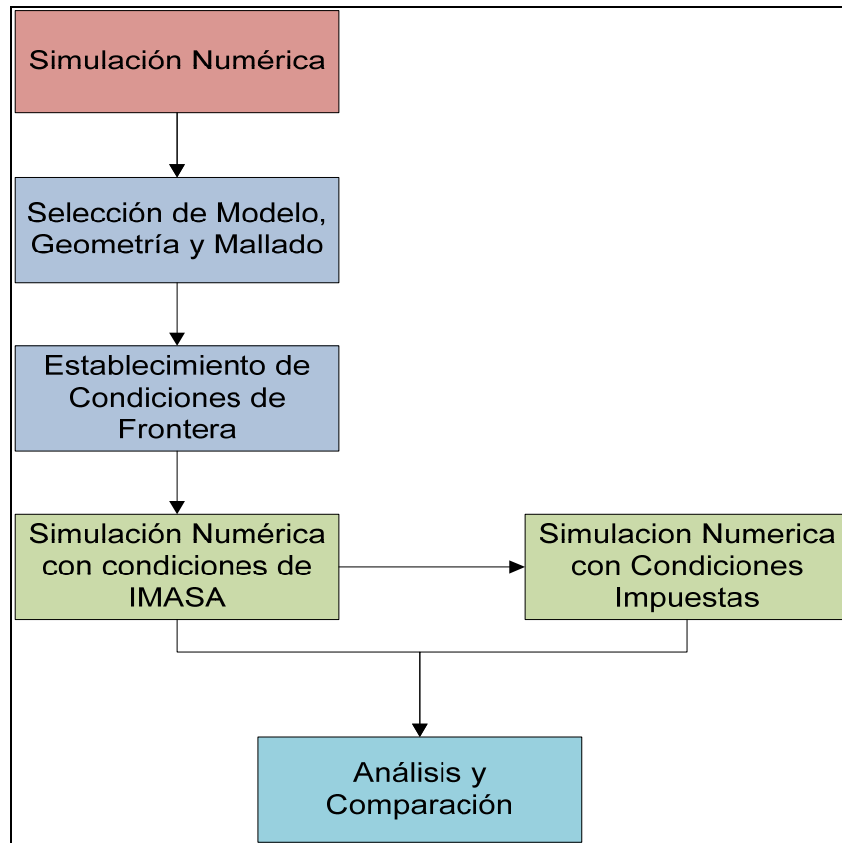 Simulación Numérica
Selección de Modelo,
Geometría y Mallado
Establecimiento de
Condiciones de
Frontera
Simulación Numérica
con condiciones de
IMASA
Simulacion Numerica
con Condiciones
Impuestas
Análisis y
Comparación